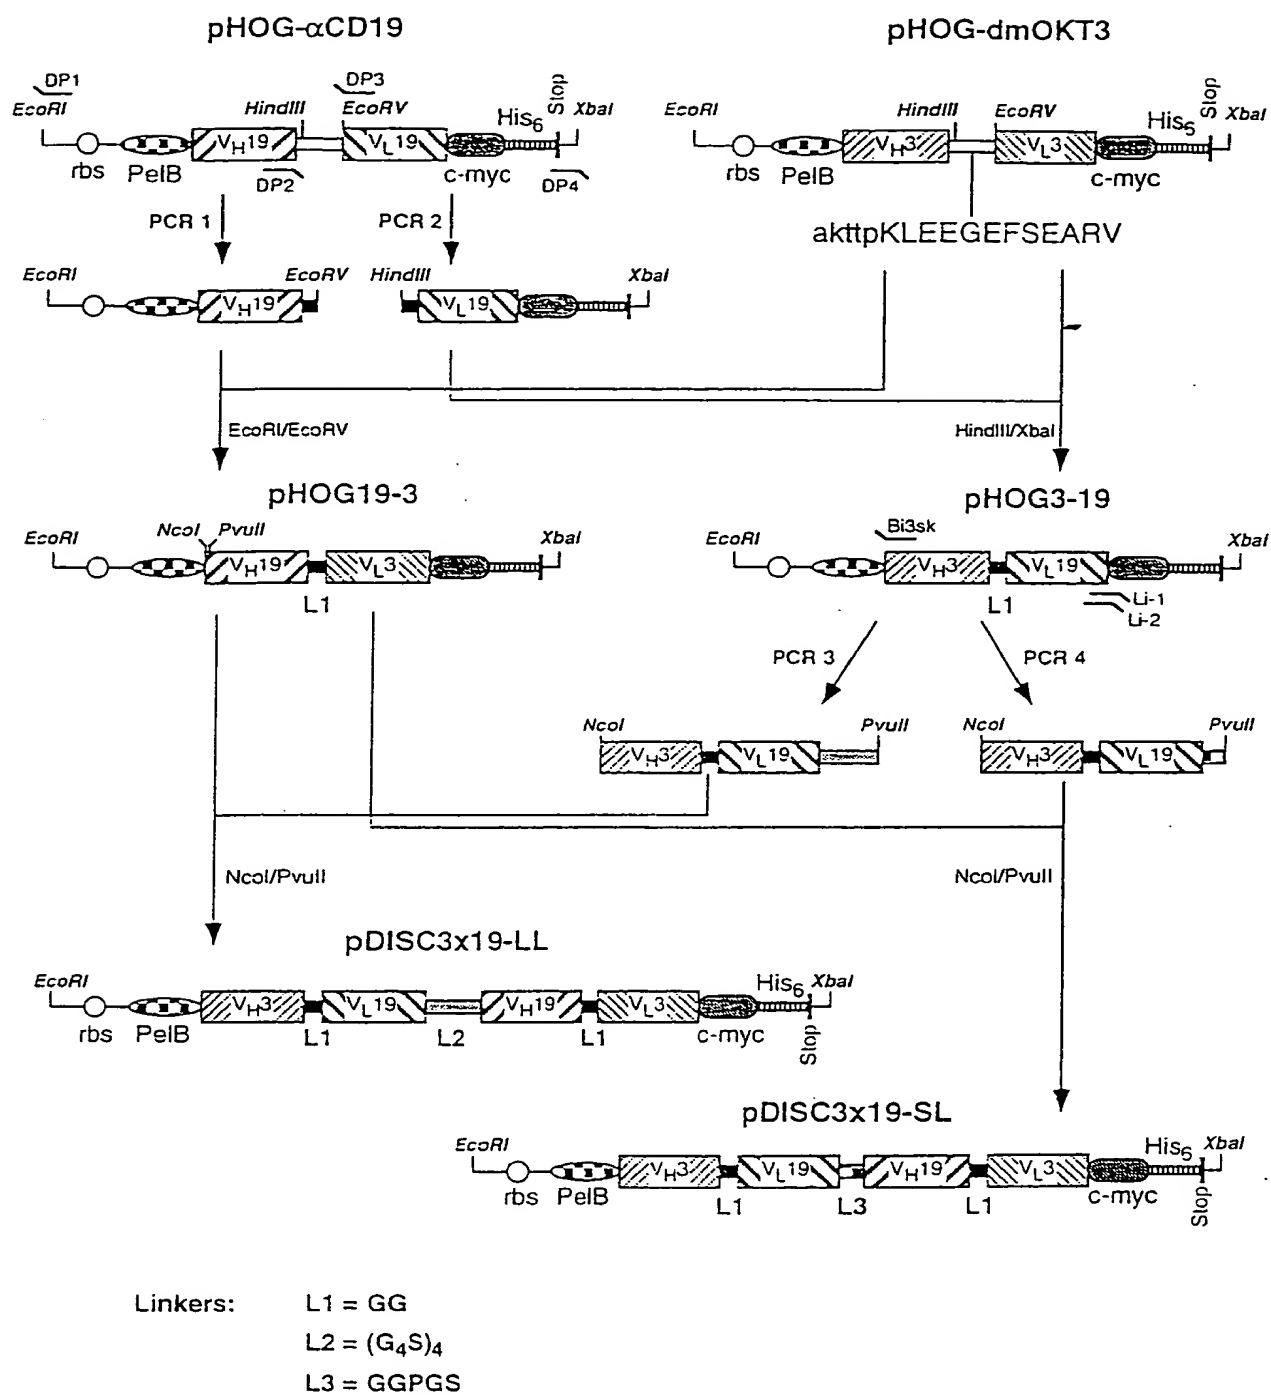 pHOG-αCD19
pHOG-dmOKT3
DP1
DP3
EcoRI
HindIII
EcoRV
His6
Stop
XbaI
EcoRI
HindIII
EcoRV
His6
Stop
XbaI
VH19
VL19
VH3
VL3
rbs
PelB
DP2
c-myc
DP4
rbs
PelB
c-myc
PCR 1
PCR 2
akttpKLEEGEFSEARV
EcoRI
EcoRV
HindIII
XbaI
VH19
VL19
EcoRI/EcoRV
HindIII/XbaI
pHOG19-3
pHOG3-19
EcoRI
NcoI
PvuII
XbaI
EcoRI
Bi3sk
XbaI
VH19
VL3
VH3
VL19
L1
L1
Li-1
Li-2
PCR 3
PCR 4
NcoI
PvuII
NcoI
PvuII
VH3
VL19
VH3
VL19
NcoI/PvuII
NcoI/PvuII
pDISC3x19-LL
EcoRI
His6
XbaI
VH3
VL19
VH19
VL3
rbs
PelB
L1
L2
L1
c-myc
Stop
pDISC3x19-SL
EcoRI
His6
XbaI
VH3
VL19
VH19
VL3
rbs
PelB
L1
L3
L1
c-myc
Stop
Linkers:
L1 = GG
L2 = (G4S)4
L3 = GGPGS